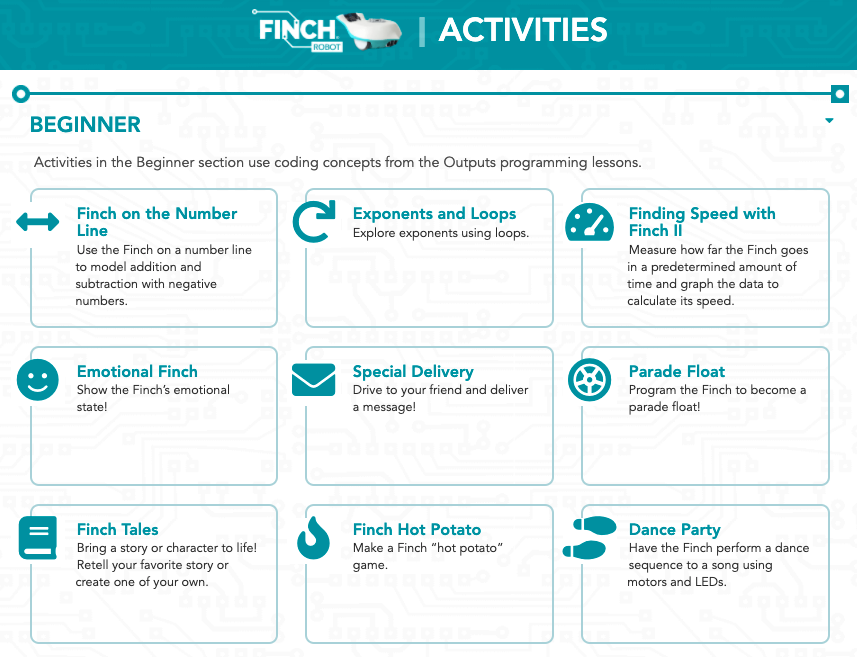 FINCH
ROBOT
| ACTIVITIES
BEGINNER
Activities in the Beginner section use coding concepts from the Outputs programming lessons.
Finch on the Number
Line
Use the Finch on a number line
to model addition and
subtraction with negative
numbers.
Exponents and Loops
Explore exponents using loops.
Finding Speed with
Finch II
Measure how far the Finch goes
in a predetermined amount of
time and graph the data to
calculate its speed.
Emotional Finch
Show the Finch’s emotional
state!
Special Delivery
Drive to your friend and deliver
a message!
Parade Float
Program the Finch to become a
parade float!
Finch Tales
Bring a story or character to life!
Retell your favorite story or
create one of your own.
Finch Hot Potato
Make a Finch “hot potato”
game.
Dance Party
Have the Finch perform a dance
sequence to a song using
motors and LEDs.